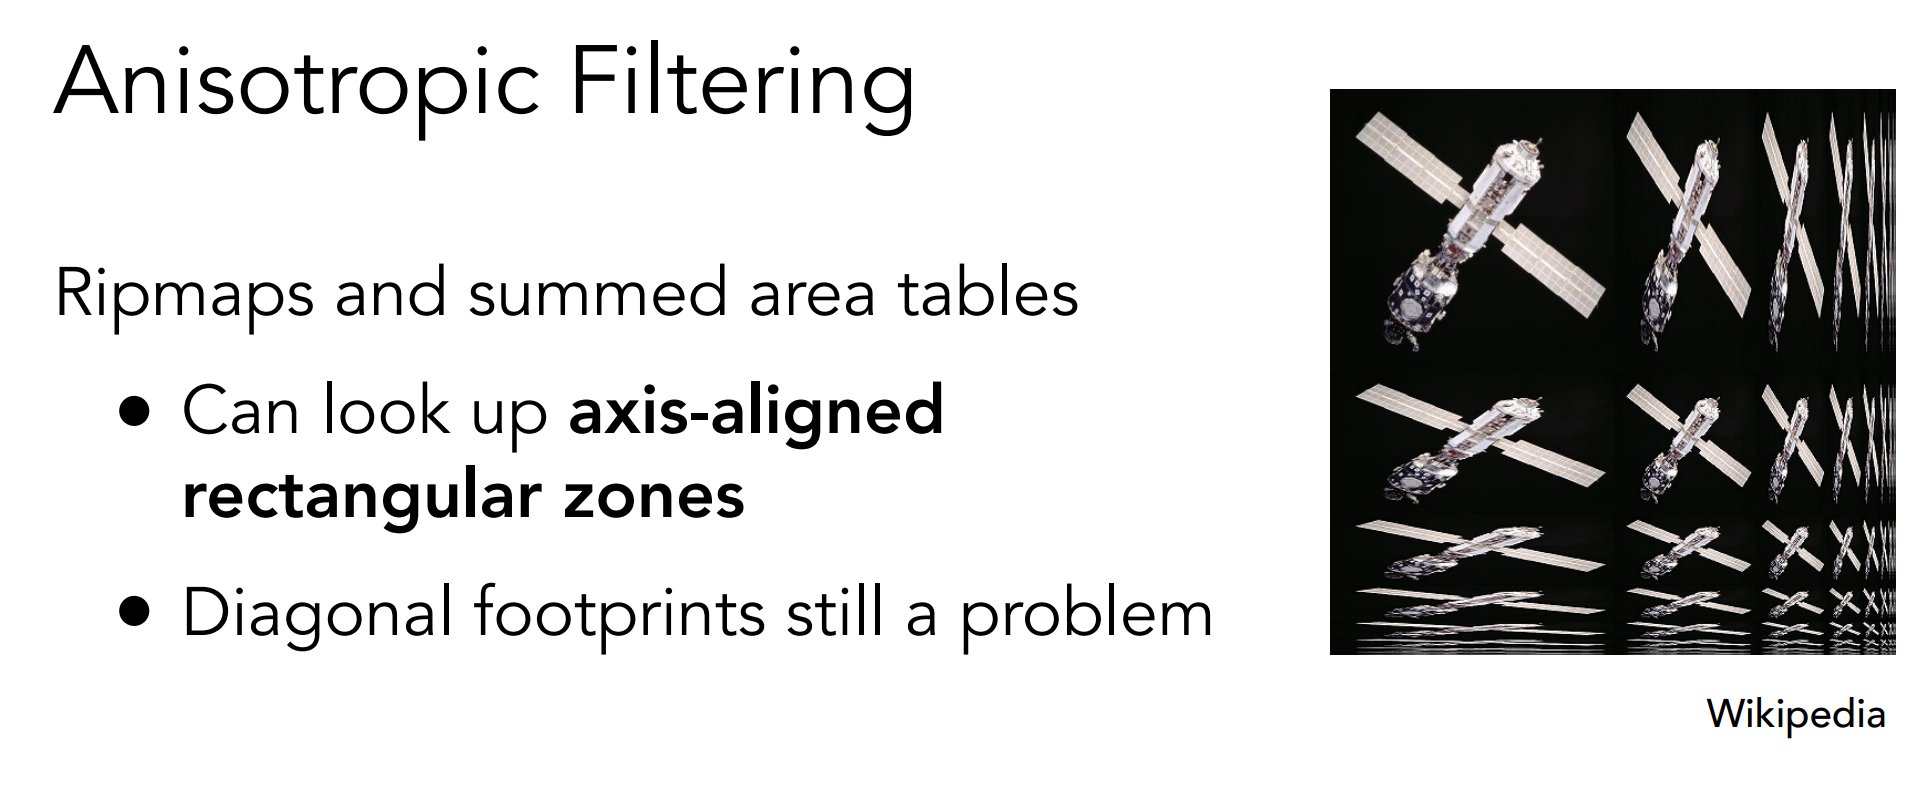 Anisotropic Filtering
Ripmaps and summed area tables
• Can look up axis-aligned
rectangular zones
• Diagonal footprints still a problem
Wikipedia